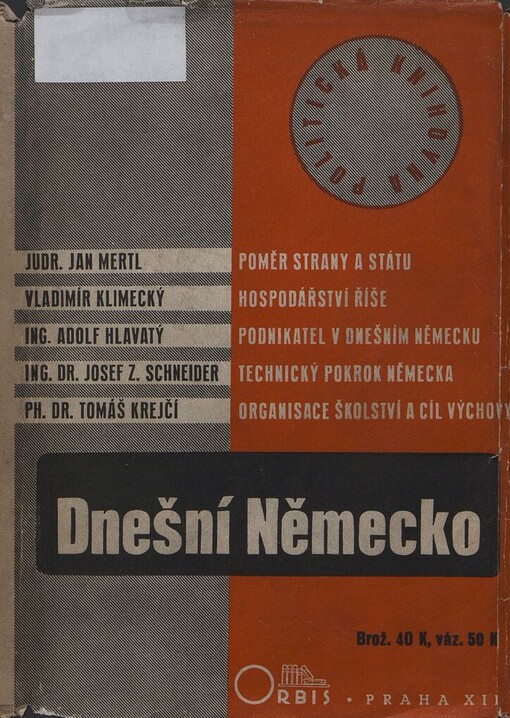 POLITICKÁ KNIHOVNA
JUDR. JAN MERTL POMĚR STRANY A STÁTU
VLADIMÍR KLIMECKÝ HOSPODÁŘSTVÍ ŘÍŠE
ING. ADOLF HLAVATÝ PODNIKATEL V DNEŠNÍM NĚMECKU
ING. DR. JOSEF Z. SCHNEIDER TECHNICKÝ POKROK NĚMECKA
PH. DR. TOMÁŠ KREJČÍ ORGANISACE ŠKOLSTVÍ A CÍL VÝCHOVY
Dnešní Německo
Brož. 40 K, váz. 50 K
ORBIS • PRAHA XII